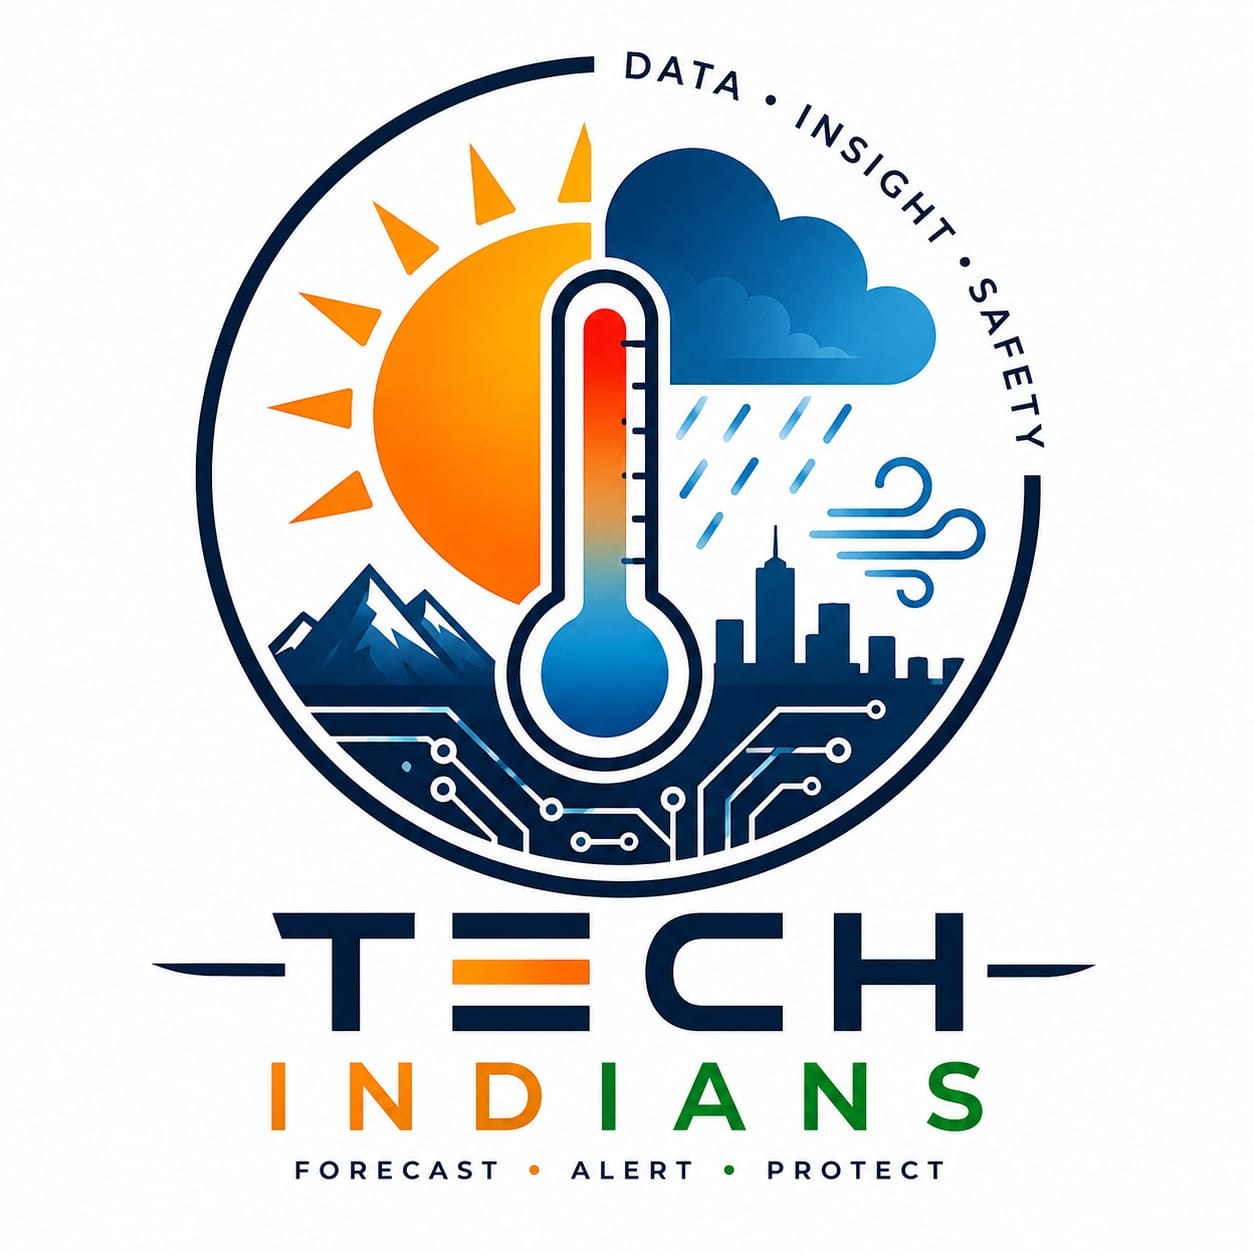 DATA • INSIGHT • SAFETY
TECH
INDIANS
FORECAST • ALERT • PROTECT